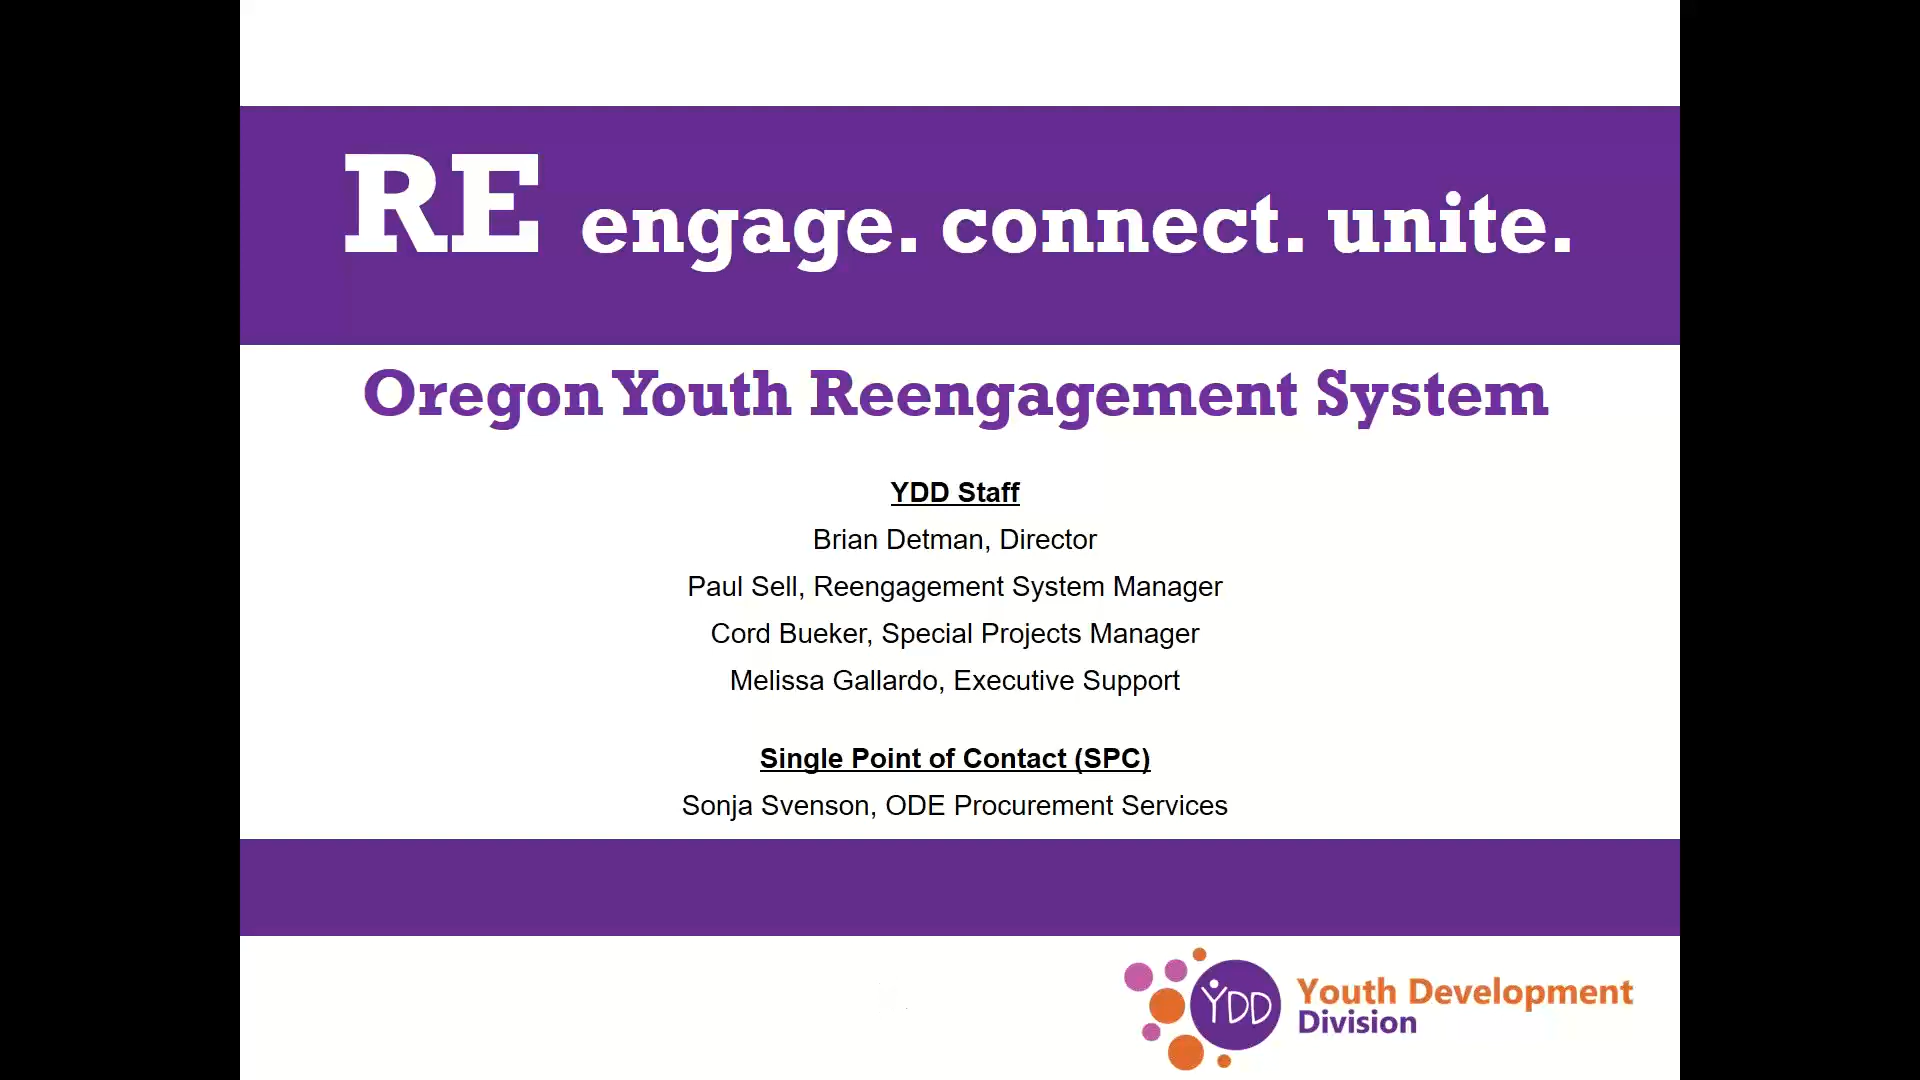 RE engage. connect. unite.
Oregon Youth Reengagement System
YDD Staff
Brian Detman, Director
Paul Sell, Reengagement System Manager
Cord Bueker, Special Projects Manager
Melissa Gallardo, Executive Support
Single Point of Contact (SPC)
Sonja Svenson, ODE Procurement Services
YDD
Youth Development
Division